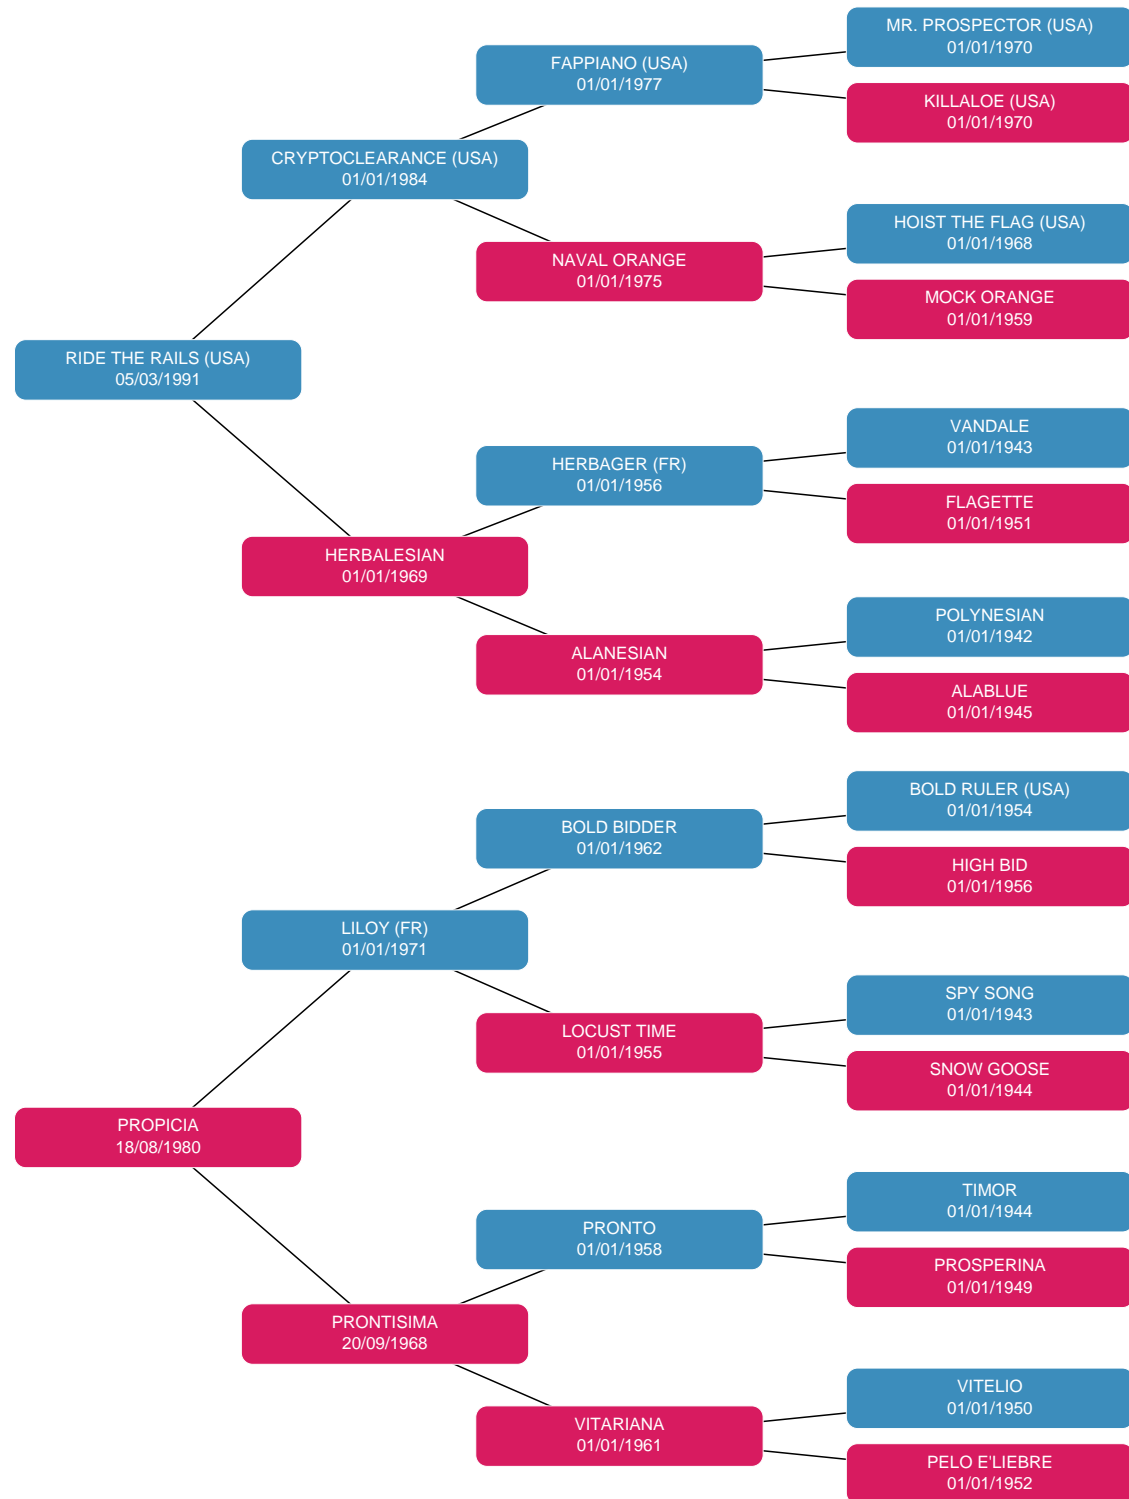 MR. PROSPECTOR (USA)
01/01/1970
FAPPIANO (USA)
01/01/1977
KILLALOE (USA)
01/01/1970
CRYPTOCLEARANCE (USA)
01/01/1984
HOIST THE FLAG (USA)
01/01/1968
NAVAL ORANGE
01/01/1975
MOCK ORANGE
01/01/1959
RIDE THE RAILS (USA)
05/03/1991
VANDALE
01/01/1943
HERBAGER (FR)
01/01/1956
FLAGETTE
01/01/1951
HERBALESIAN
01/01/1969
POLYNESIAN
01/01/1942
ALANESIAN
01/01/1954
ALABLUE
01/01/1945
BOLD RULER (USA)
01/01/1954
BOLD BIDDER
01/01/1962
HIGH BID
01/01/1956
LILOY (FR)
01/01/1971
SPY SONG
01/01/1943
LOCUST TIME
01/01/1955
SNOW GOOSE
01/01/1944
PROPICIA
18/08/1980
TIMOR
01/01/1944
PRONTO
01/01/1958
PROSPERINA
01/01/1949
PRONTISIMA
20/09/1968
VITELIO
01/01/1950
VITARIANA
01/01/1961
PELO E'LIEBRE
01/01/1952